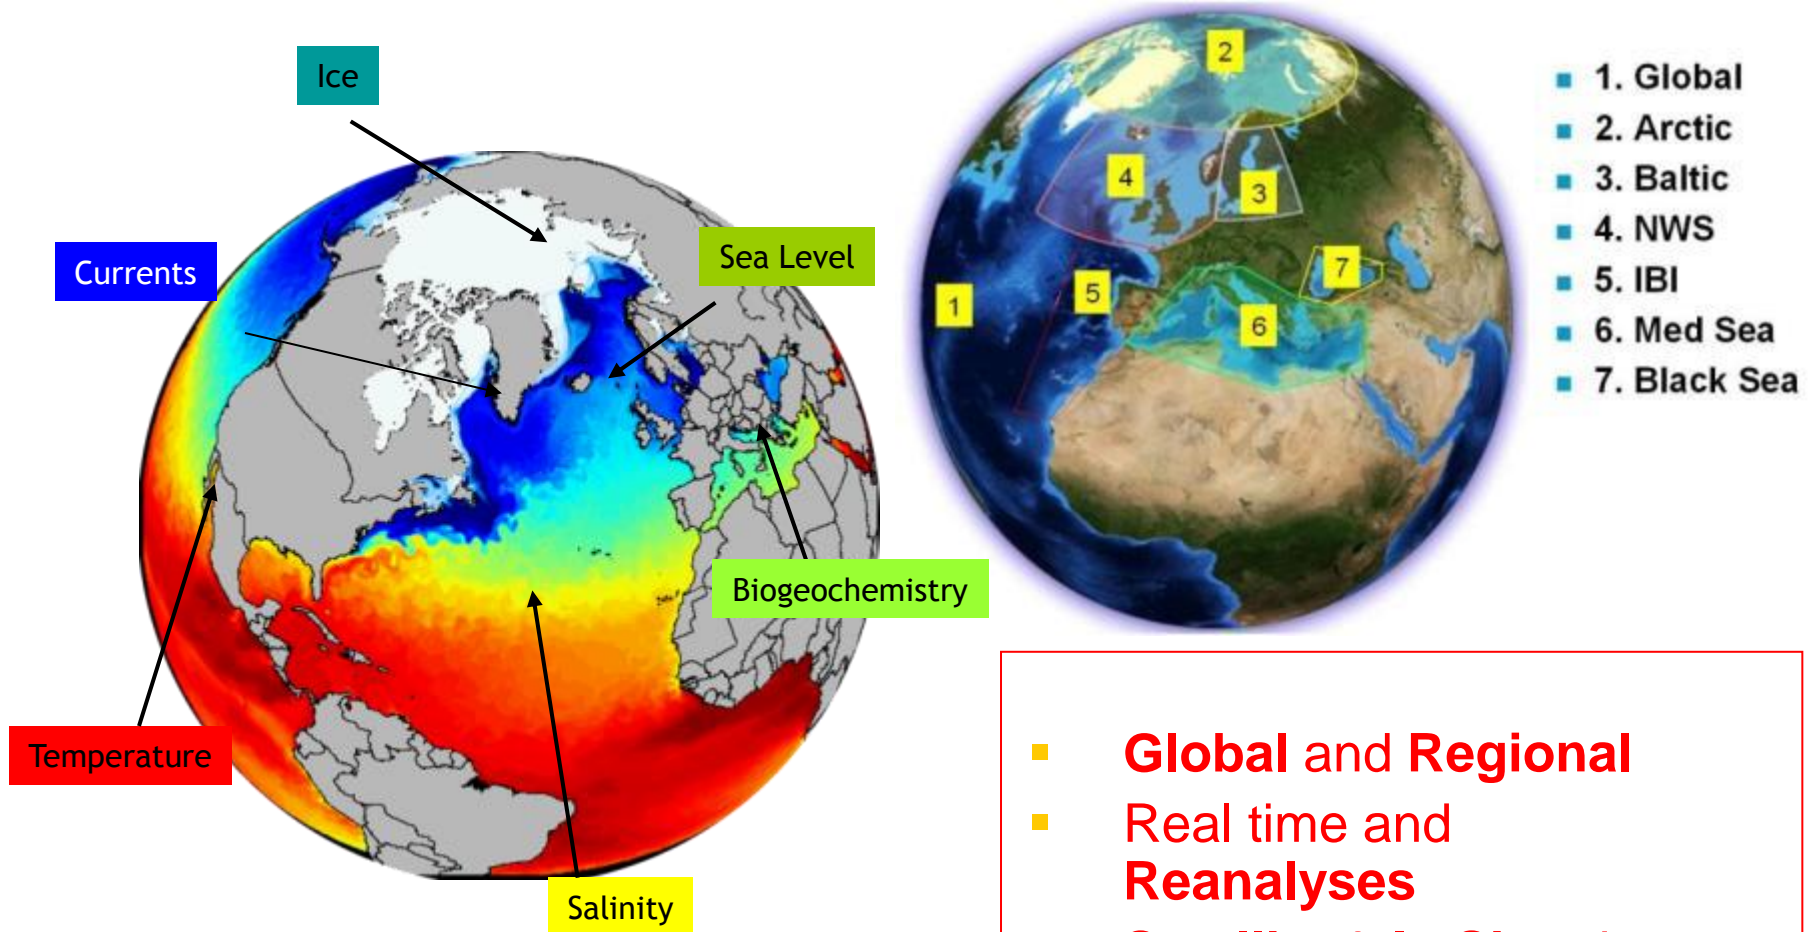 Ice
Currents
Sea Level
Biogeochemistry
Temperature
Salinity
2
4
3
7
1
5
6
1. Global
2. Arctic
3. Baltic
4. NWS
5. IBI
6. Med Sea
7. Black Sea
Global and Regional
Real time and
Reanalyses